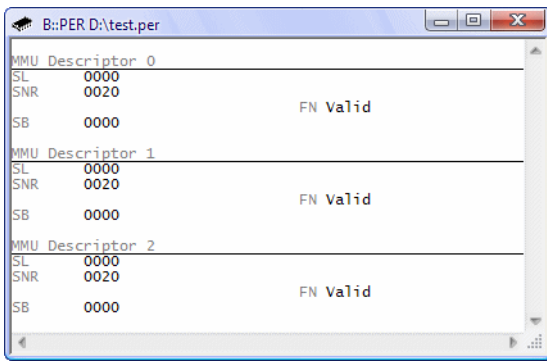 B::PER D:\test.per
MMU Descriptor 0
SL 0000
SNR 0020
FN Valid
SB 0000
MMU Descriptor 1
SL 0000
SNR 0020
FN Valid
SB 0000
MMU Descriptor 2
SL 0000
SNR 0020
FN Valid
SB 0000